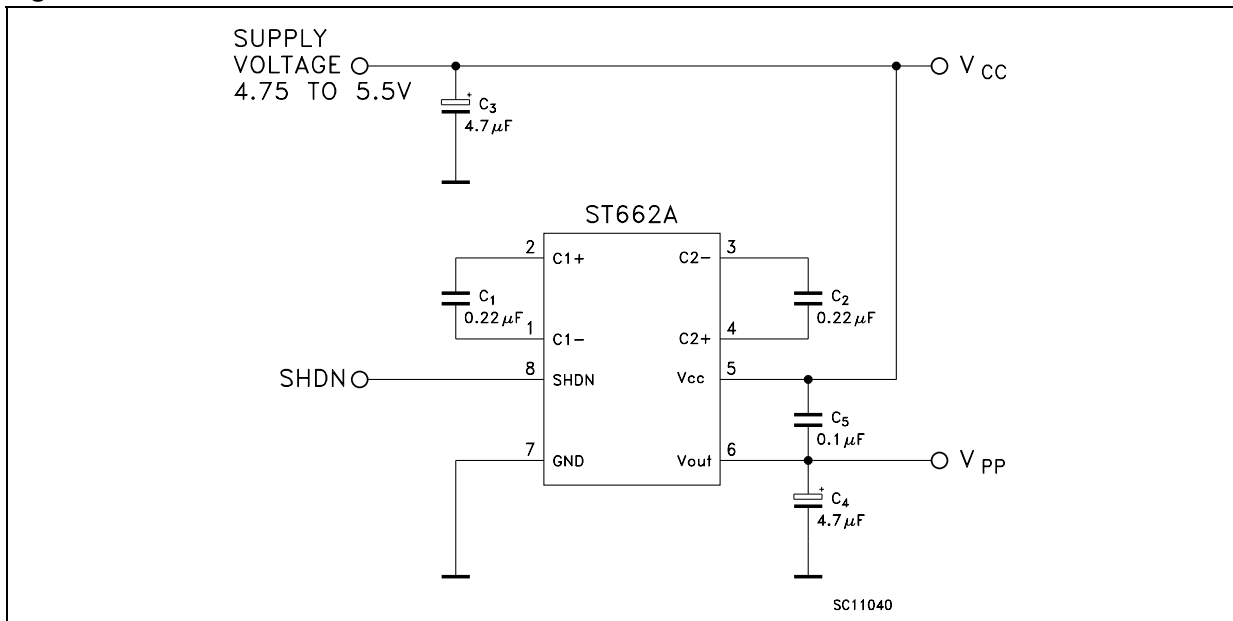 SUPPLY
VOLTAGE
4.75 TO 5.5V
V CC
+
C3
4.7μF
ST662A
2
C1+
C2-
3
C1
0.22μF
C2
0.22μF
1
C1-
C2+
4
SHDN
8
SHDN
Vcc
5
C5
0.1μF
7
GND
Vout
6
V PP
+
C4
4.7μF
SC11040